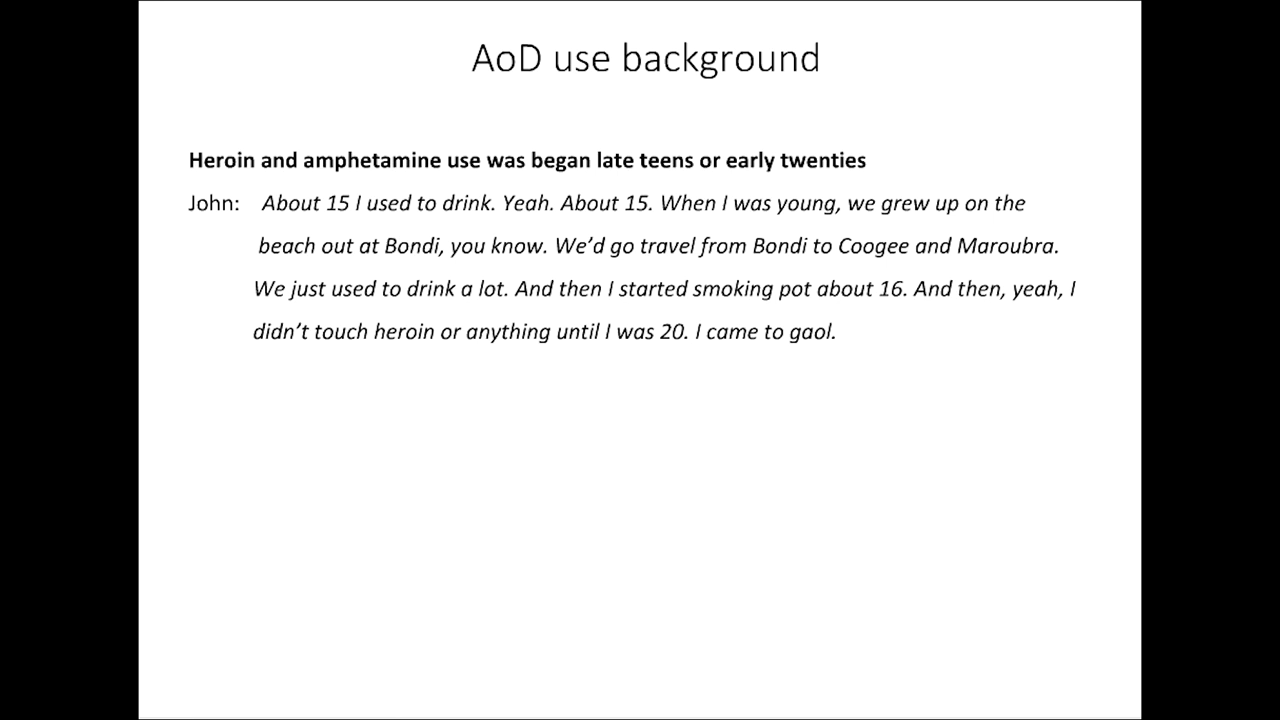 AoD use background
Heroin and amphetamine use was began late teens or early twenties
John: About 15 I used to drink. Yeah. About 15. When I was young, we grew up on the
beach out at Bondi, you know. We’d go travel from Bondi to Coogee and Maroubra.
We just used to drink a lot. And then I started smoking pot about 16. And then, yeah, I
didn’t touch heroin or anything until I was 20. I came to gaol.